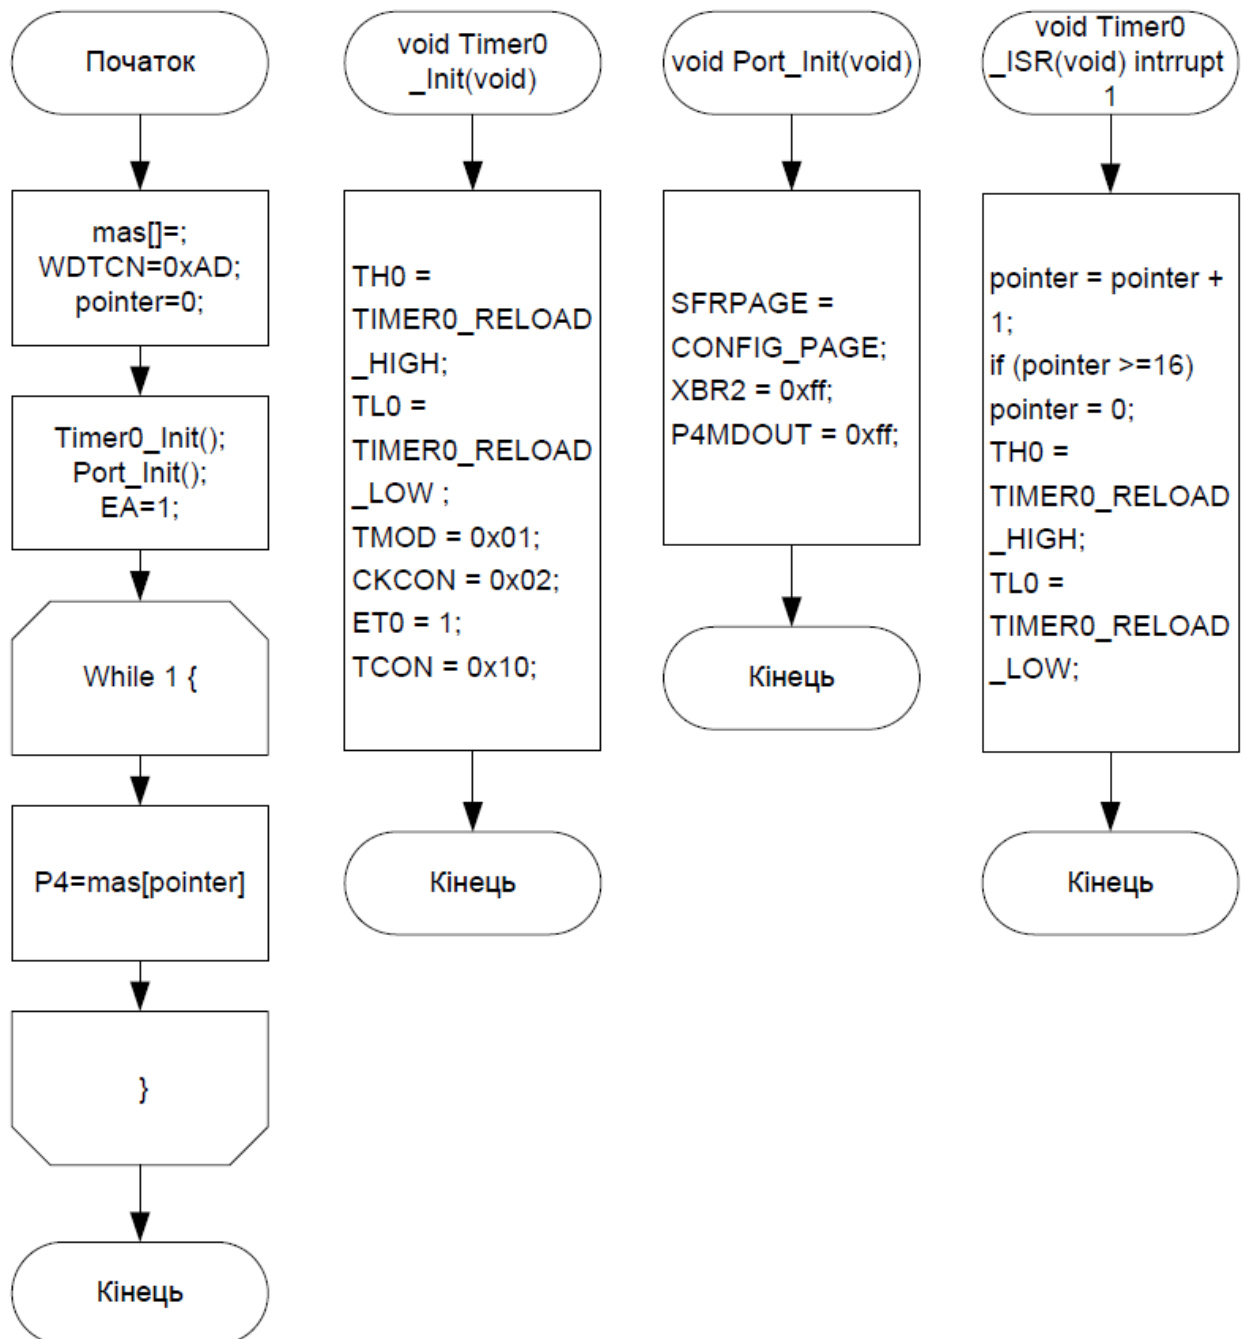 Початок
mas[]=;
WDTCN=0xAD;
pointer=0;
Timer0_Init();
Port_Init();
EA=1;
While 1 {
P4=mas[pointer]
}
Кінець
void Timer0
_Init(void)
TH0 =
TIMER0_RELOAD
_HIGH;
TL0 =
TIMER0_RELOAD
_LOW ;
TMOD = 0x01;
CKCON = 0x02;
ET0 = 1;
TCON = 0x10;
Кінець
void Port_Init(void)
SFRPAGE =
CONFIG_PAGE;
XBR2 = 0xff;
P4MDOUT = 0xff;
Кінець
void Timer0
_ISR(void) intrrupt
1
pointer = pointer +
1;
if (pointer >=16)
pointer = 0;
TH0 =
TIMER0_RELOAD
_HIGH;
TL0 =
TIMER0_RELOAD
_LOW;
Кінець